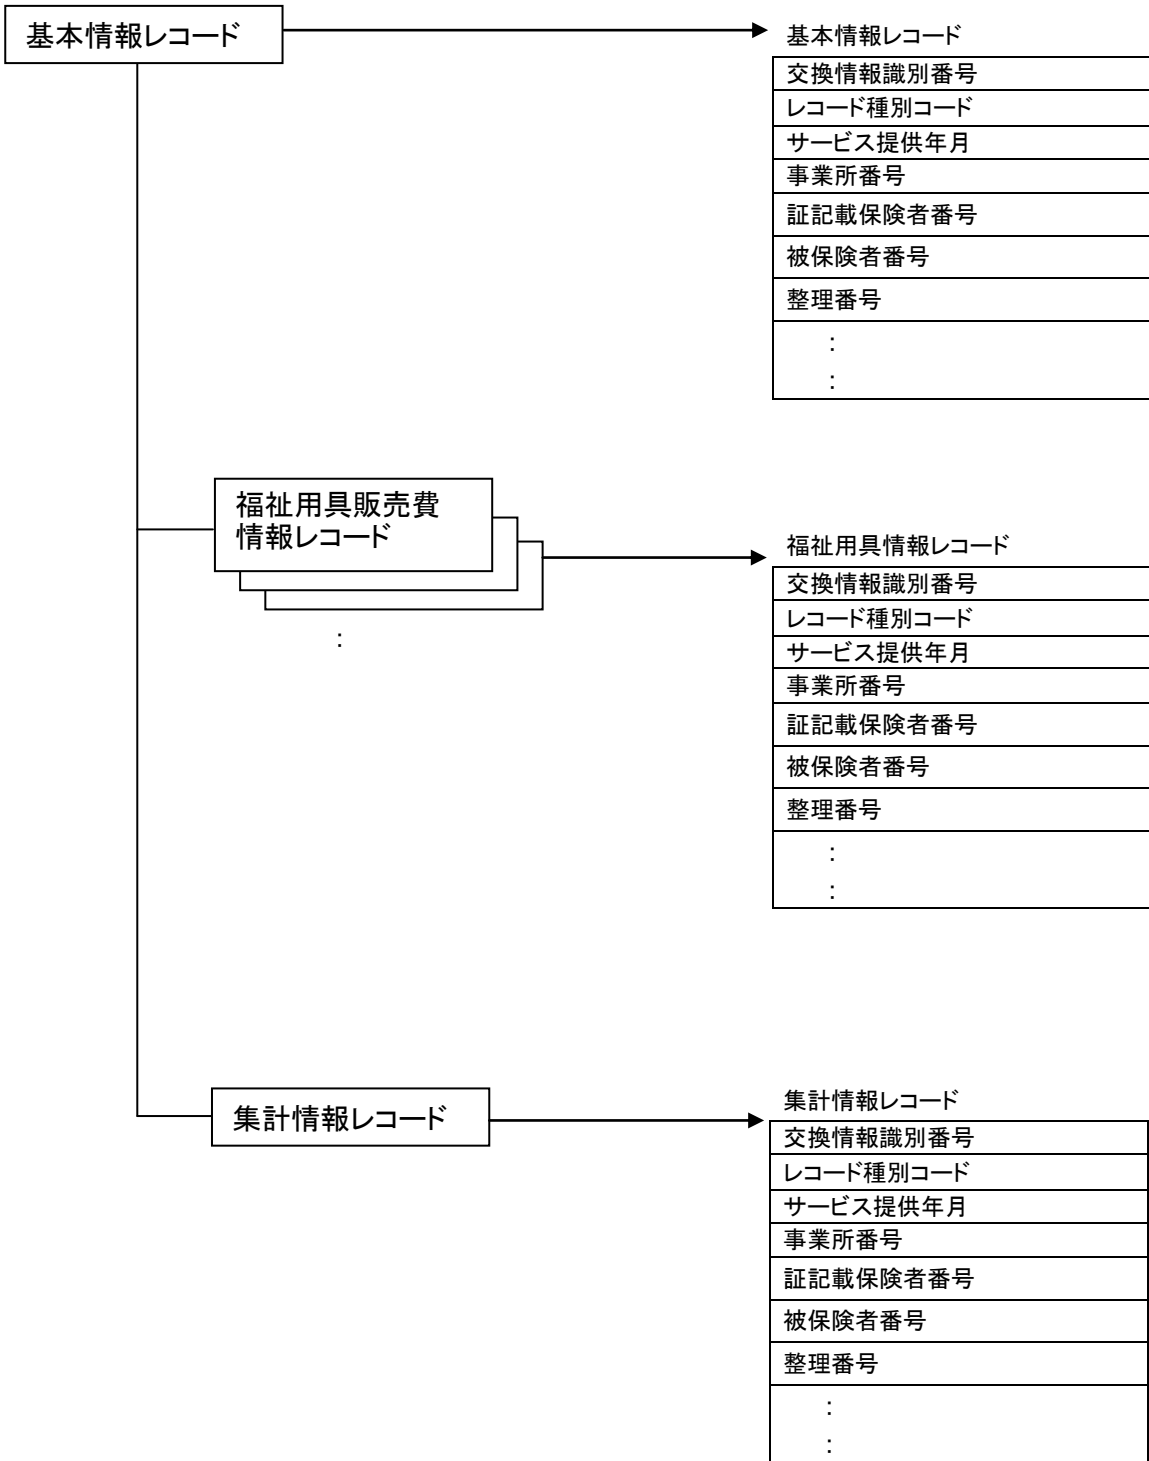 基本情報レコード
基本情報レコード
交換情報識別番号
レコード種別コード
サービス提供年月
事業所番号
証記載保険者番号
被保険者番号
整理番号
:
:
福祉用具販売費
情報レコード
:
福祉用具情報レコード
交換情報識別番号
レコード種別コード
サービス提供年月
事業所番号
証記載保険者番号
被保険者番号
整理番号
:
:
集計情報レコード
集計情報レコード
交換情報識別番号
レコード種別コード
サービス提供年月
事業所番号
証記載保険者番号
被保険者番号
整理番号
:
: